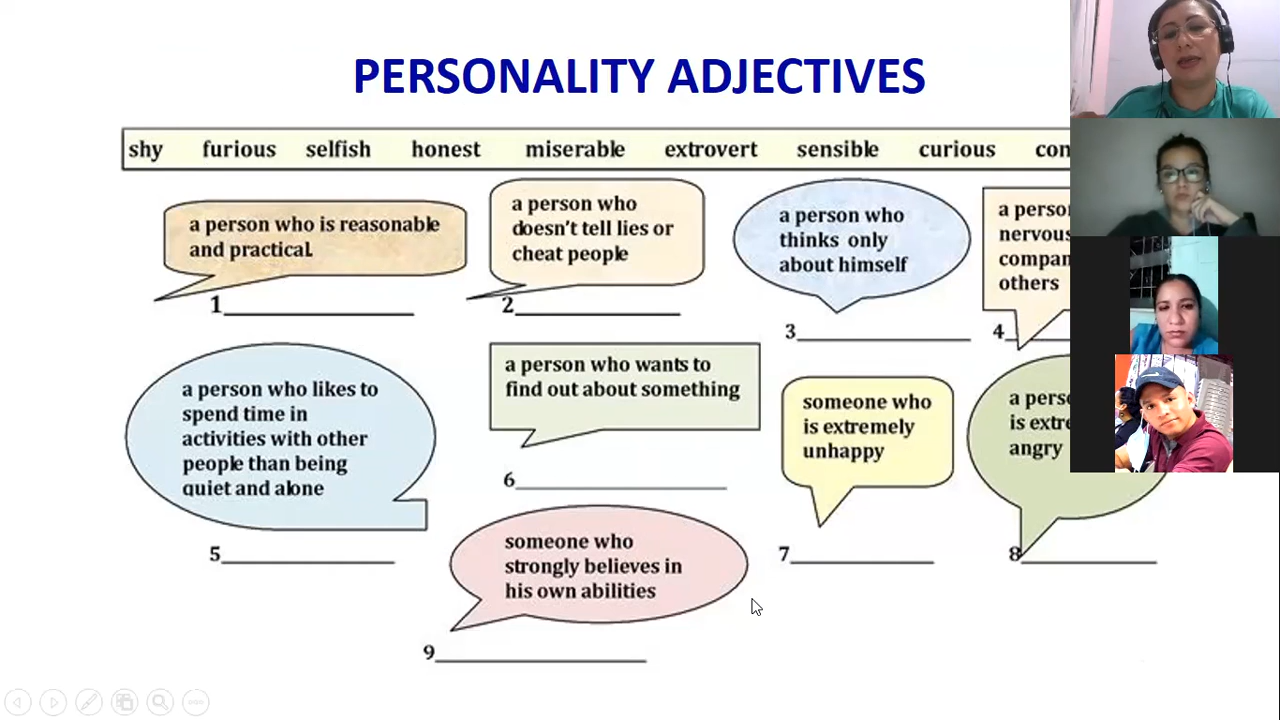 PERSONALITY ADJECTIVES
shy furious selfish honest miserable extrovert sensible curious
a person who is reasonable
and practical.
1
a person who
doesn't tell lies or
cheat people
2
a person who
thinks only
about himself
3
nervous
others
4
a person who likes to
spend time in
activities with other
people than being
quiet and alone
5
a person who wants to
find out about something
6
someone who
is extremely
unhappy
7
a
is
angry
8
someone who
strongly believes in
his own abilities
9